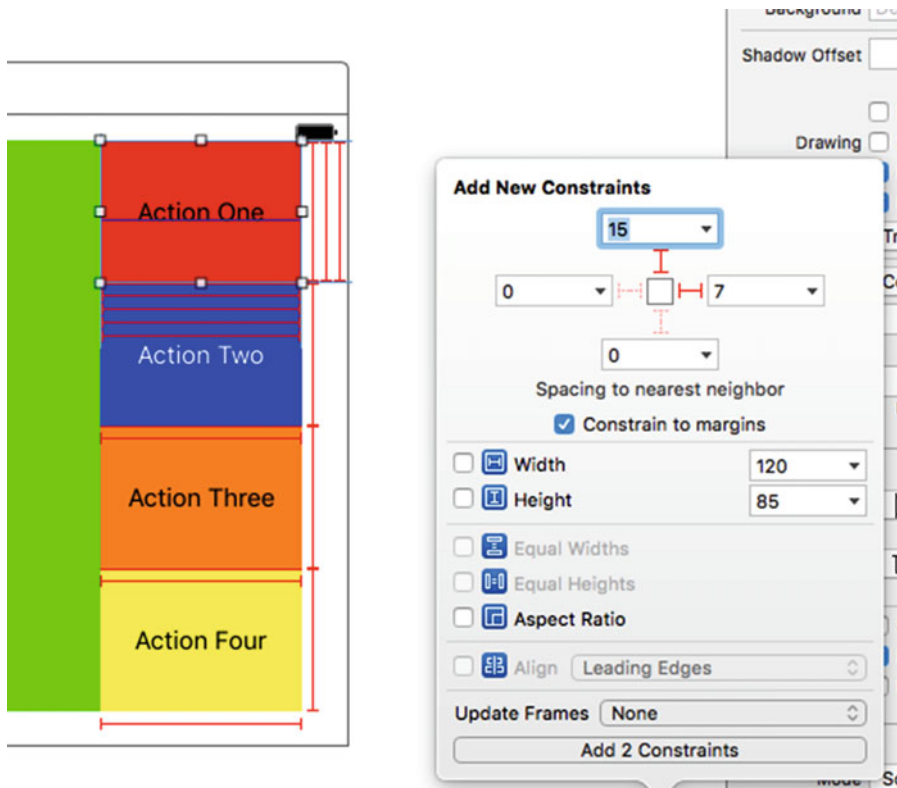 Background
Shadow Offset
Drawing
Action One
Action Two
Action Three
Action Four
Add New Constraints
15
0
7
0
Spacing to nearest neighbor
Constrain to margins
Width 120
Height 85
Equal Widths
Equal Heights
Aspect Ratio
Align Leading Edges
Update Frames None
Add 2 Constraints
Mode